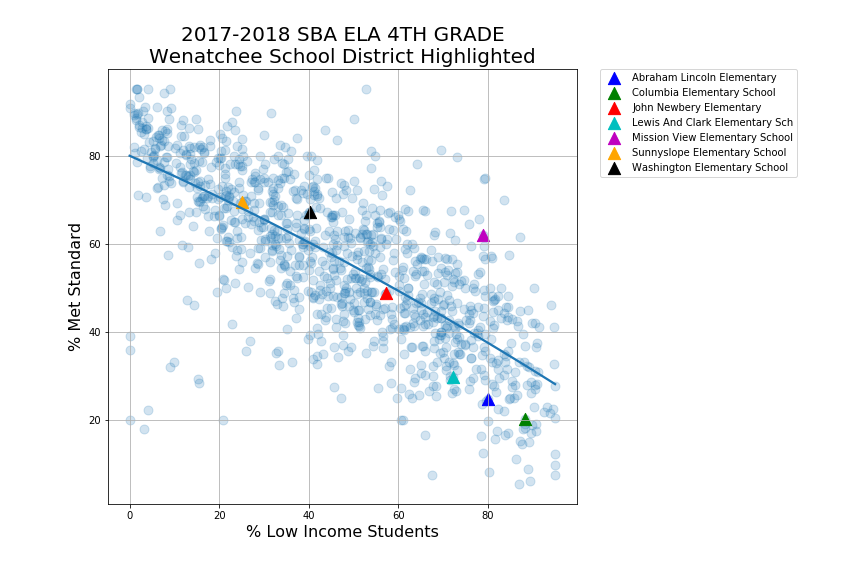 2017-2018 SBA ELA 4TH GRADE
Wenatchee School District Highlighted
% Met Standard
80
60
40
20
0
20
40
60
80
% Low Income Students
Abraham Lincoln Elementary
Columbia Elementary School
John Newbery Elementary
Lewis And Clark Elementary Sch
Mission View Elementary School
Sunnyslope Elementary School
Washington Elementary School